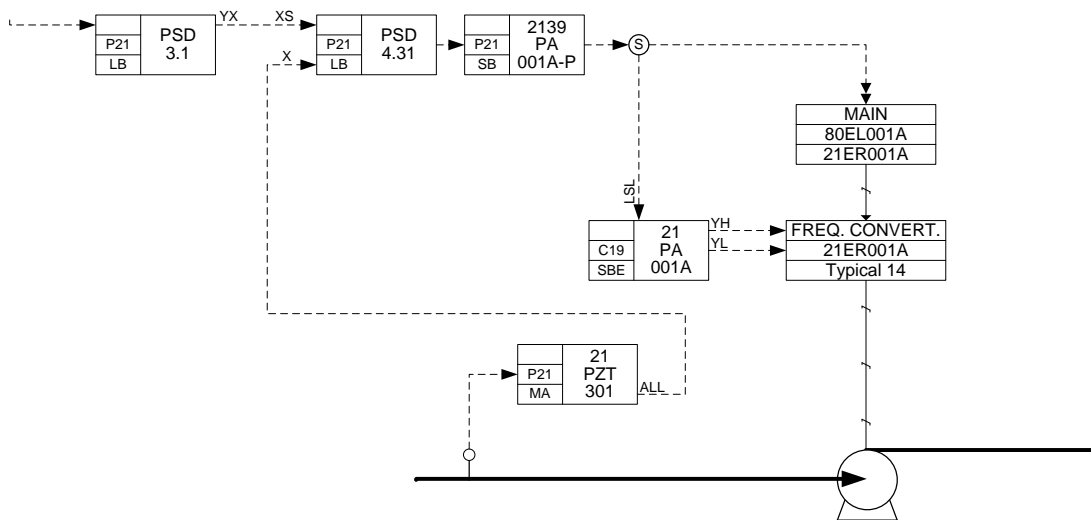 PSD
3.1
P21
LB
YX
XS
X
PSD
4.31
P21
LB
2139
PA
001A-P
P21
SB
S
MAIN
80EL001A
21ER001A
LSL
21
PA
001A
C19
SBE
YH
YL
FREQ. CONVERT.
21ER001A
Typical 14
21
PZT
301
P21
MA
ALL